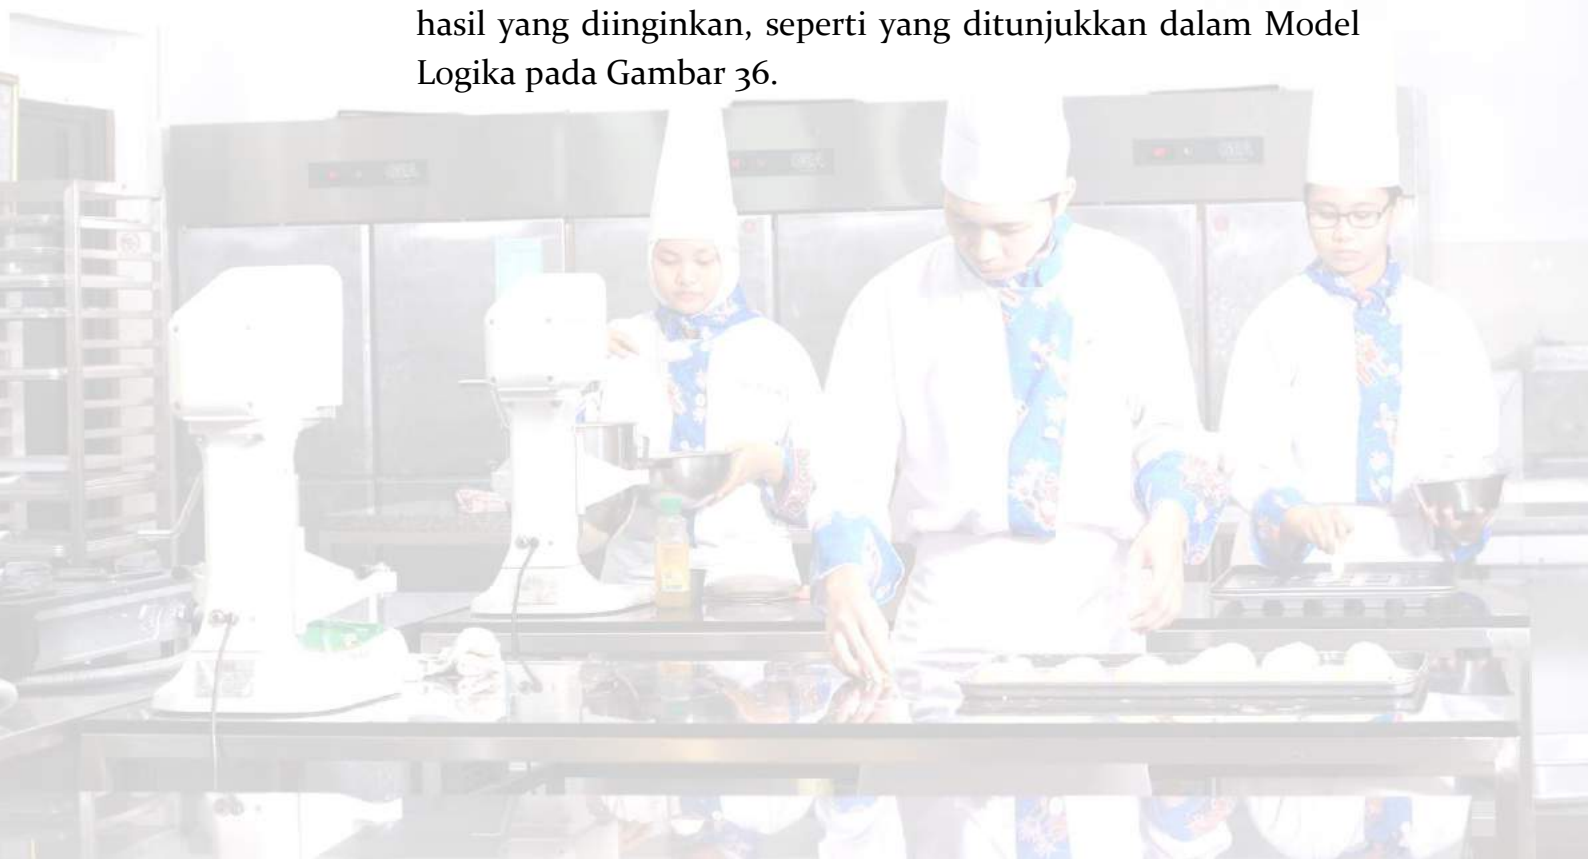 hasil yang diinginkan, seperti yang ditunjukkan dalam Model
Logika pada Gambar 36.